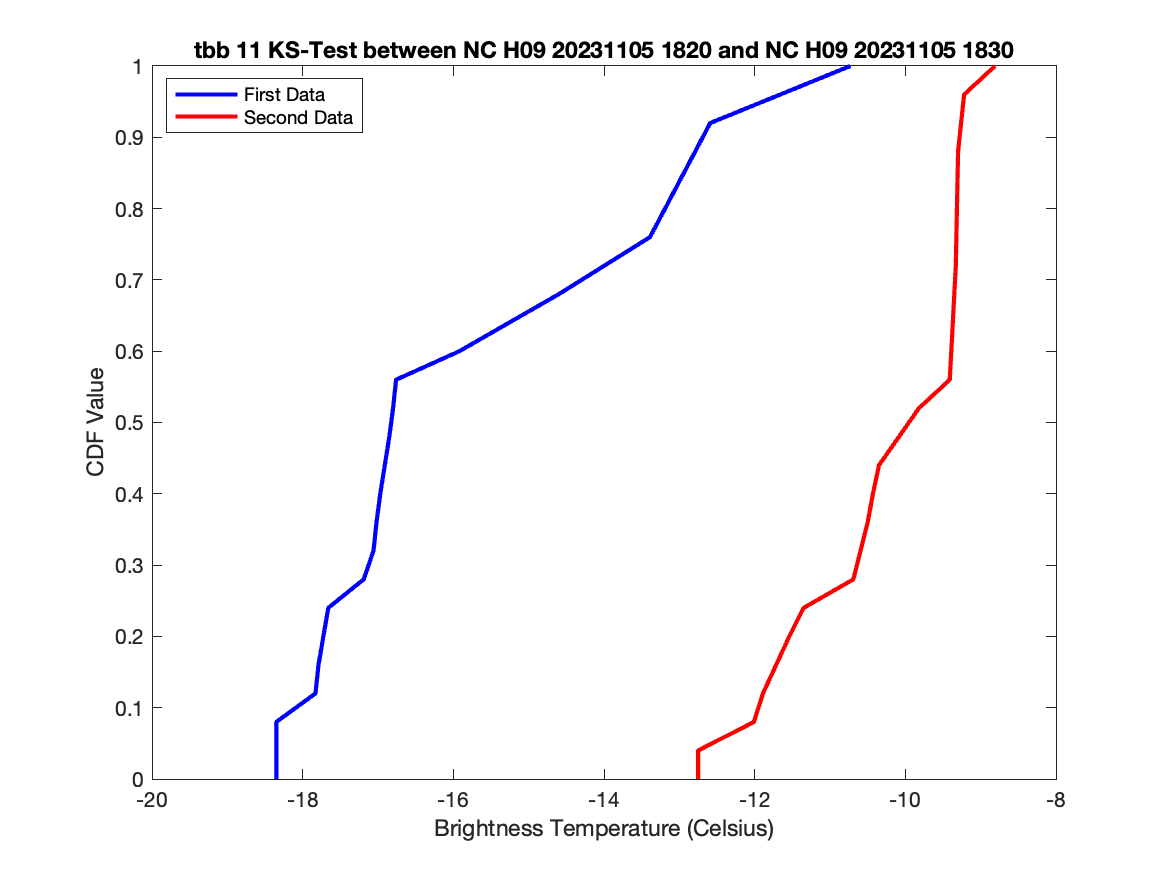 tbb 11 KS-Test between NC H09 20231105 1820 and NC H09 20231105 1830
First Data
Second Data
1
0.9
0.8
0.7
0.6
0.5
0.4
0.3
0.2
0.1
0
CDF Value
-20 -18 -16 -14 -12 -10 -8
Brightness Temperature (Celsius)